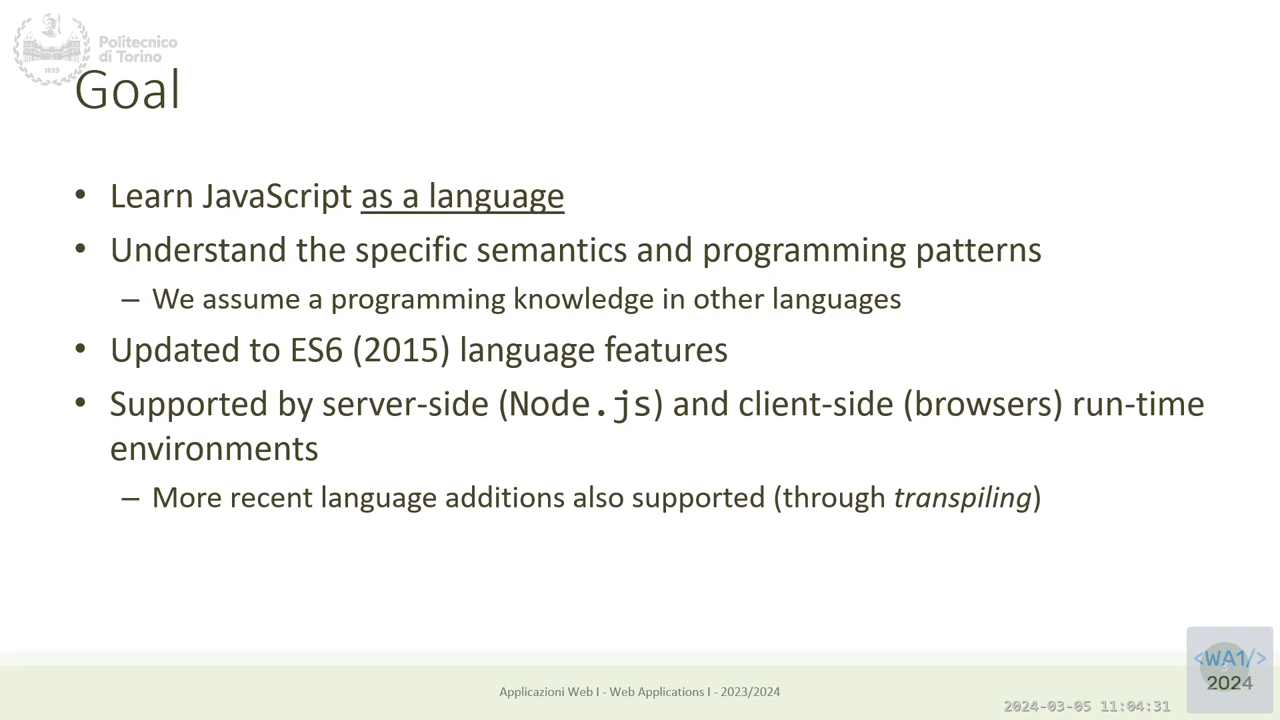 Politecnico
di Torino
1859
Goal
• Learn JavaScript as a language
• Understand the specific semantics and programming patterns
– We assume a programming knowledge in other languages
• Updated to ES6 (2015) language features
• Supported by server-side (Node.js) and client-side (browsers) run-time
environments
– More recent language additions also supported (through transpiling)
Applicazioni Web I - Web Applications I - 2023/2024
2024-03-05 11:04:31
<WA1/>
3
2024